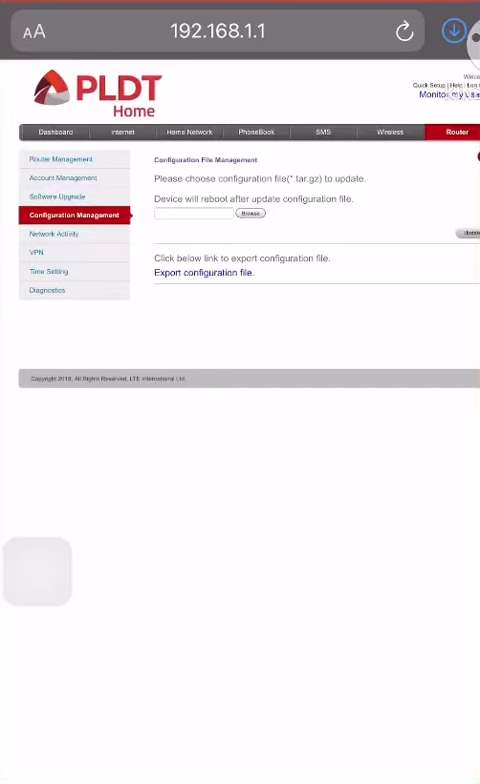 AA 192.168.1.1
PLDT
Home
Quick Setup | Help | Log
Dashboard Internet Home Network PhoneBook SMS Wireless Router
Router Management
Account Management
Software Upgrade
Configuration Management
Network Activity
VPN
Time Setting
Diagnostics
Configuration File Management
Please choose configuration file(*.tar.gz) to update.
Device will reboot after update configuration file.
Browse
Click below link to export configuration file.
Export configuration file.
Copyright 2018, All Rights Reserved, LTE International Ltd.